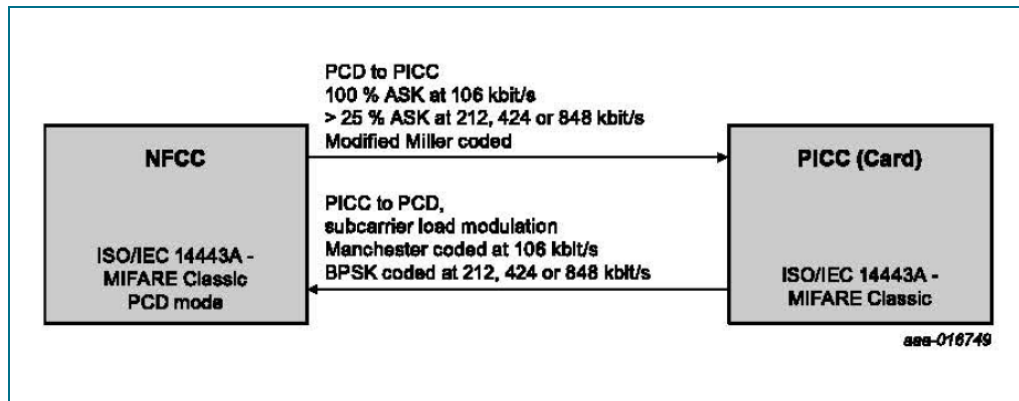 PCD to PICC
100 % ASK at 106 kbit/s
> 25 % ASK at 212, 424 or 848 kbit/s
Modified Miller coded
NFCC
PICC (Card)
PICC to PCD,
subcarrier load modulation
Manchester coded at 106 kbit/s
BPSK coded at 212, 424 or 848 kbit/s
ISO/IEC 14443A -
MIFARE Classic
PCD mode
ISO/IEC 14443A -
MIFARE Classic
aaa-016749